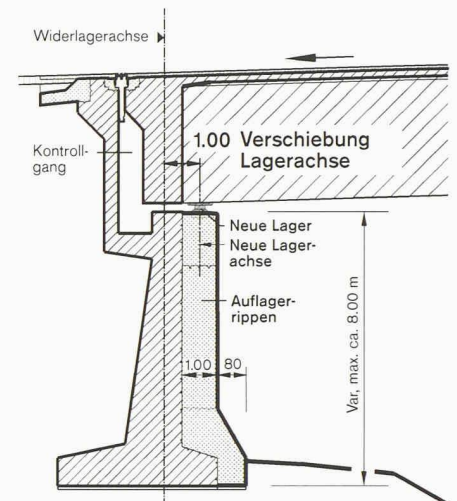 Widerlagerachse
1.00 Verschiebung
Lagerachse
Kontroll-
gang
Neue Lager
Neue Lager-
achse
Auflager-
rippen
1.00 80
Var, max. ca. 8.00 m